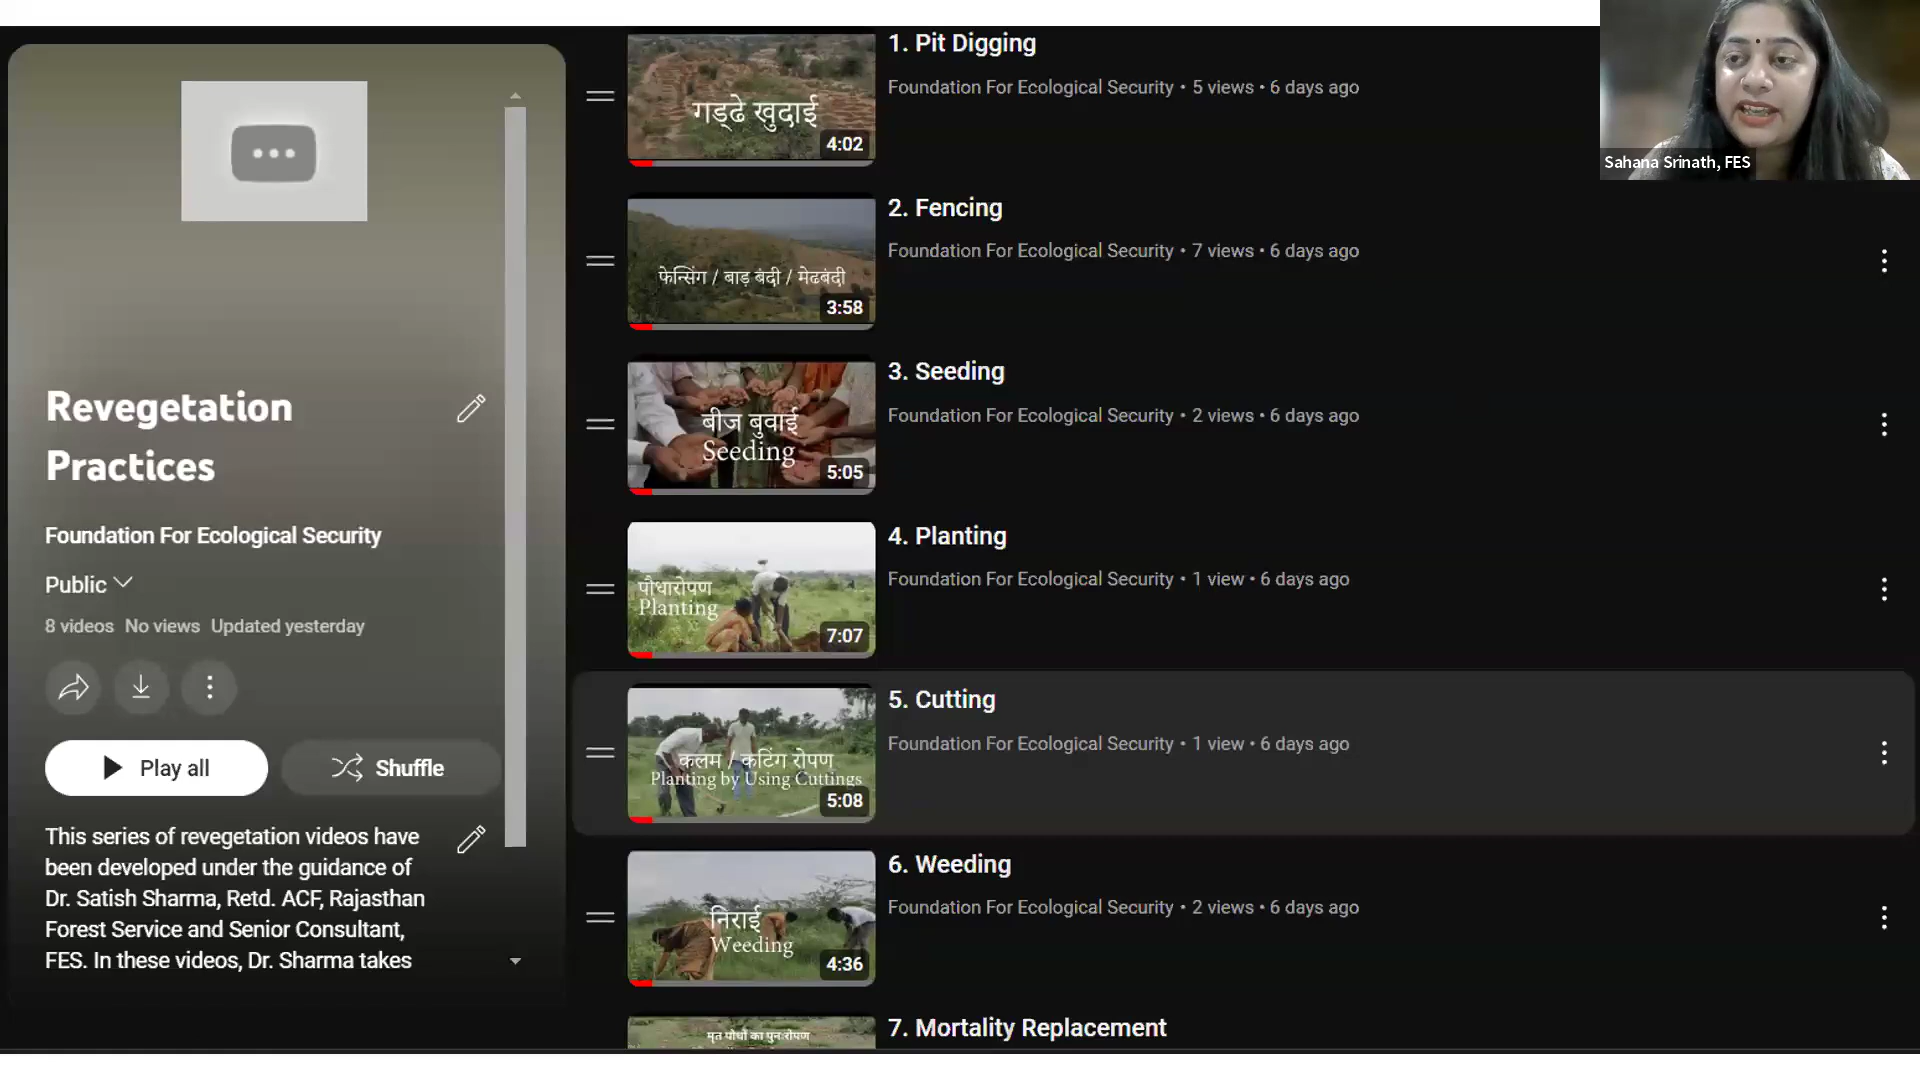 Revegetation
Practices
Foundation For Ecological Security
Public
8 videos No views Updated yesterday
Play all
Shuffle
This series of revegetation videos have
been developed under the guidance of
Dr. Satish Sharma, Retd. ACF, Rajasthan
Forest Service and Senior Consultant,
FES. In these videos, Dr. Sharma takes
गड्ढे खुदाई
4:02
1. Pit Digging
Foundation For Ecological Security • 5 views • 6 days ago
फेन्सिंग / बाड़ बंदी / मेढबंदी
3:58
2. Fencing
Foundation For Ecological Security • 7 views • 6 days ago
बीज बुवाई
Seeding
5:05
3. Seeding
Foundation For Ecological Security • 2 views • 6 days ago
पौधारोपण
Planting
7:07
4. Planting
Foundation For Ecological Security • 1 view • 6 days ago
कलम / कटिंग रोपण
Planting by Using Cuttings
5:08
5. Cutting
Foundation For Ecological Security • 1 view • 6 days ago
निराई
Weeding
4:36
6. Weeding
Foundation For Ecological Security • 2 views • 6 days ago
मृत पौधों का पुनःरोपण
7. Mortality Replacement
Sahana Srinath, FES